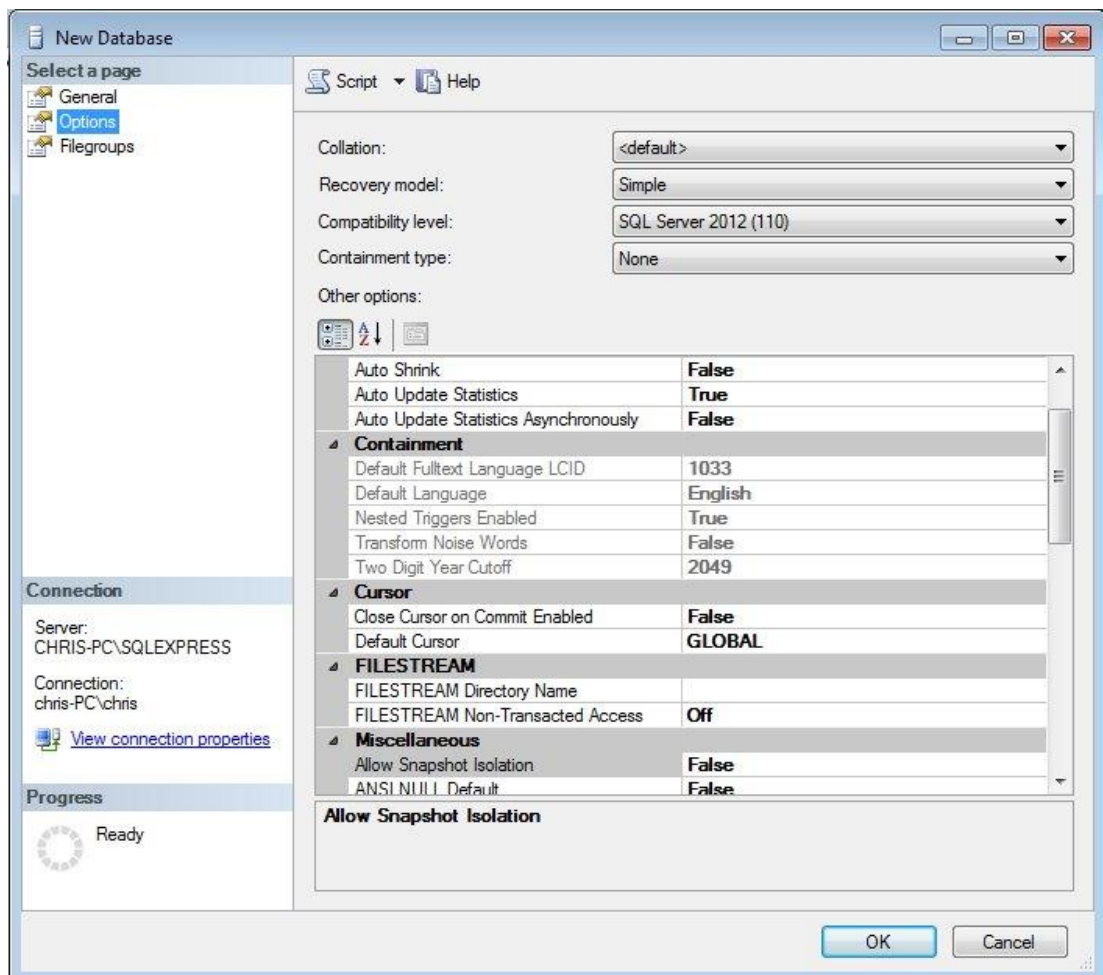 New Database
Select a page
General
Options
Filegroups
Script Help
Collation: <default>
Recovery model: Simple
Compatibility level: SQL Server 2012 (110)
Containment type: None
Other options:
Auto Shrink False
Auto Update Statistics True
Auto Update Statistics Asynchronously False
Containment
Default Fulltext Language LCID 1033
Default Language English
Nested Triggers Enabled True
Transform Noise Words False
Two Digit Year Cutoff 2049
Cursor
Close Cursor on Commit Enabled False
Default Cursor GLOBAL
FILESTREAM
FILESTREAM Directory Name
FILESTREAM Non-Transacted Access Off
Miscellaneous
Allow Snapshot Isolation False
ANSI NULL Default False
Allow Snapshot Isolation
Connection
Server:
CHRIS-PC\SQLEXPRESS
Connection:
chris-PC\chris
View connection properties
Progress
Ready
OK Cancel